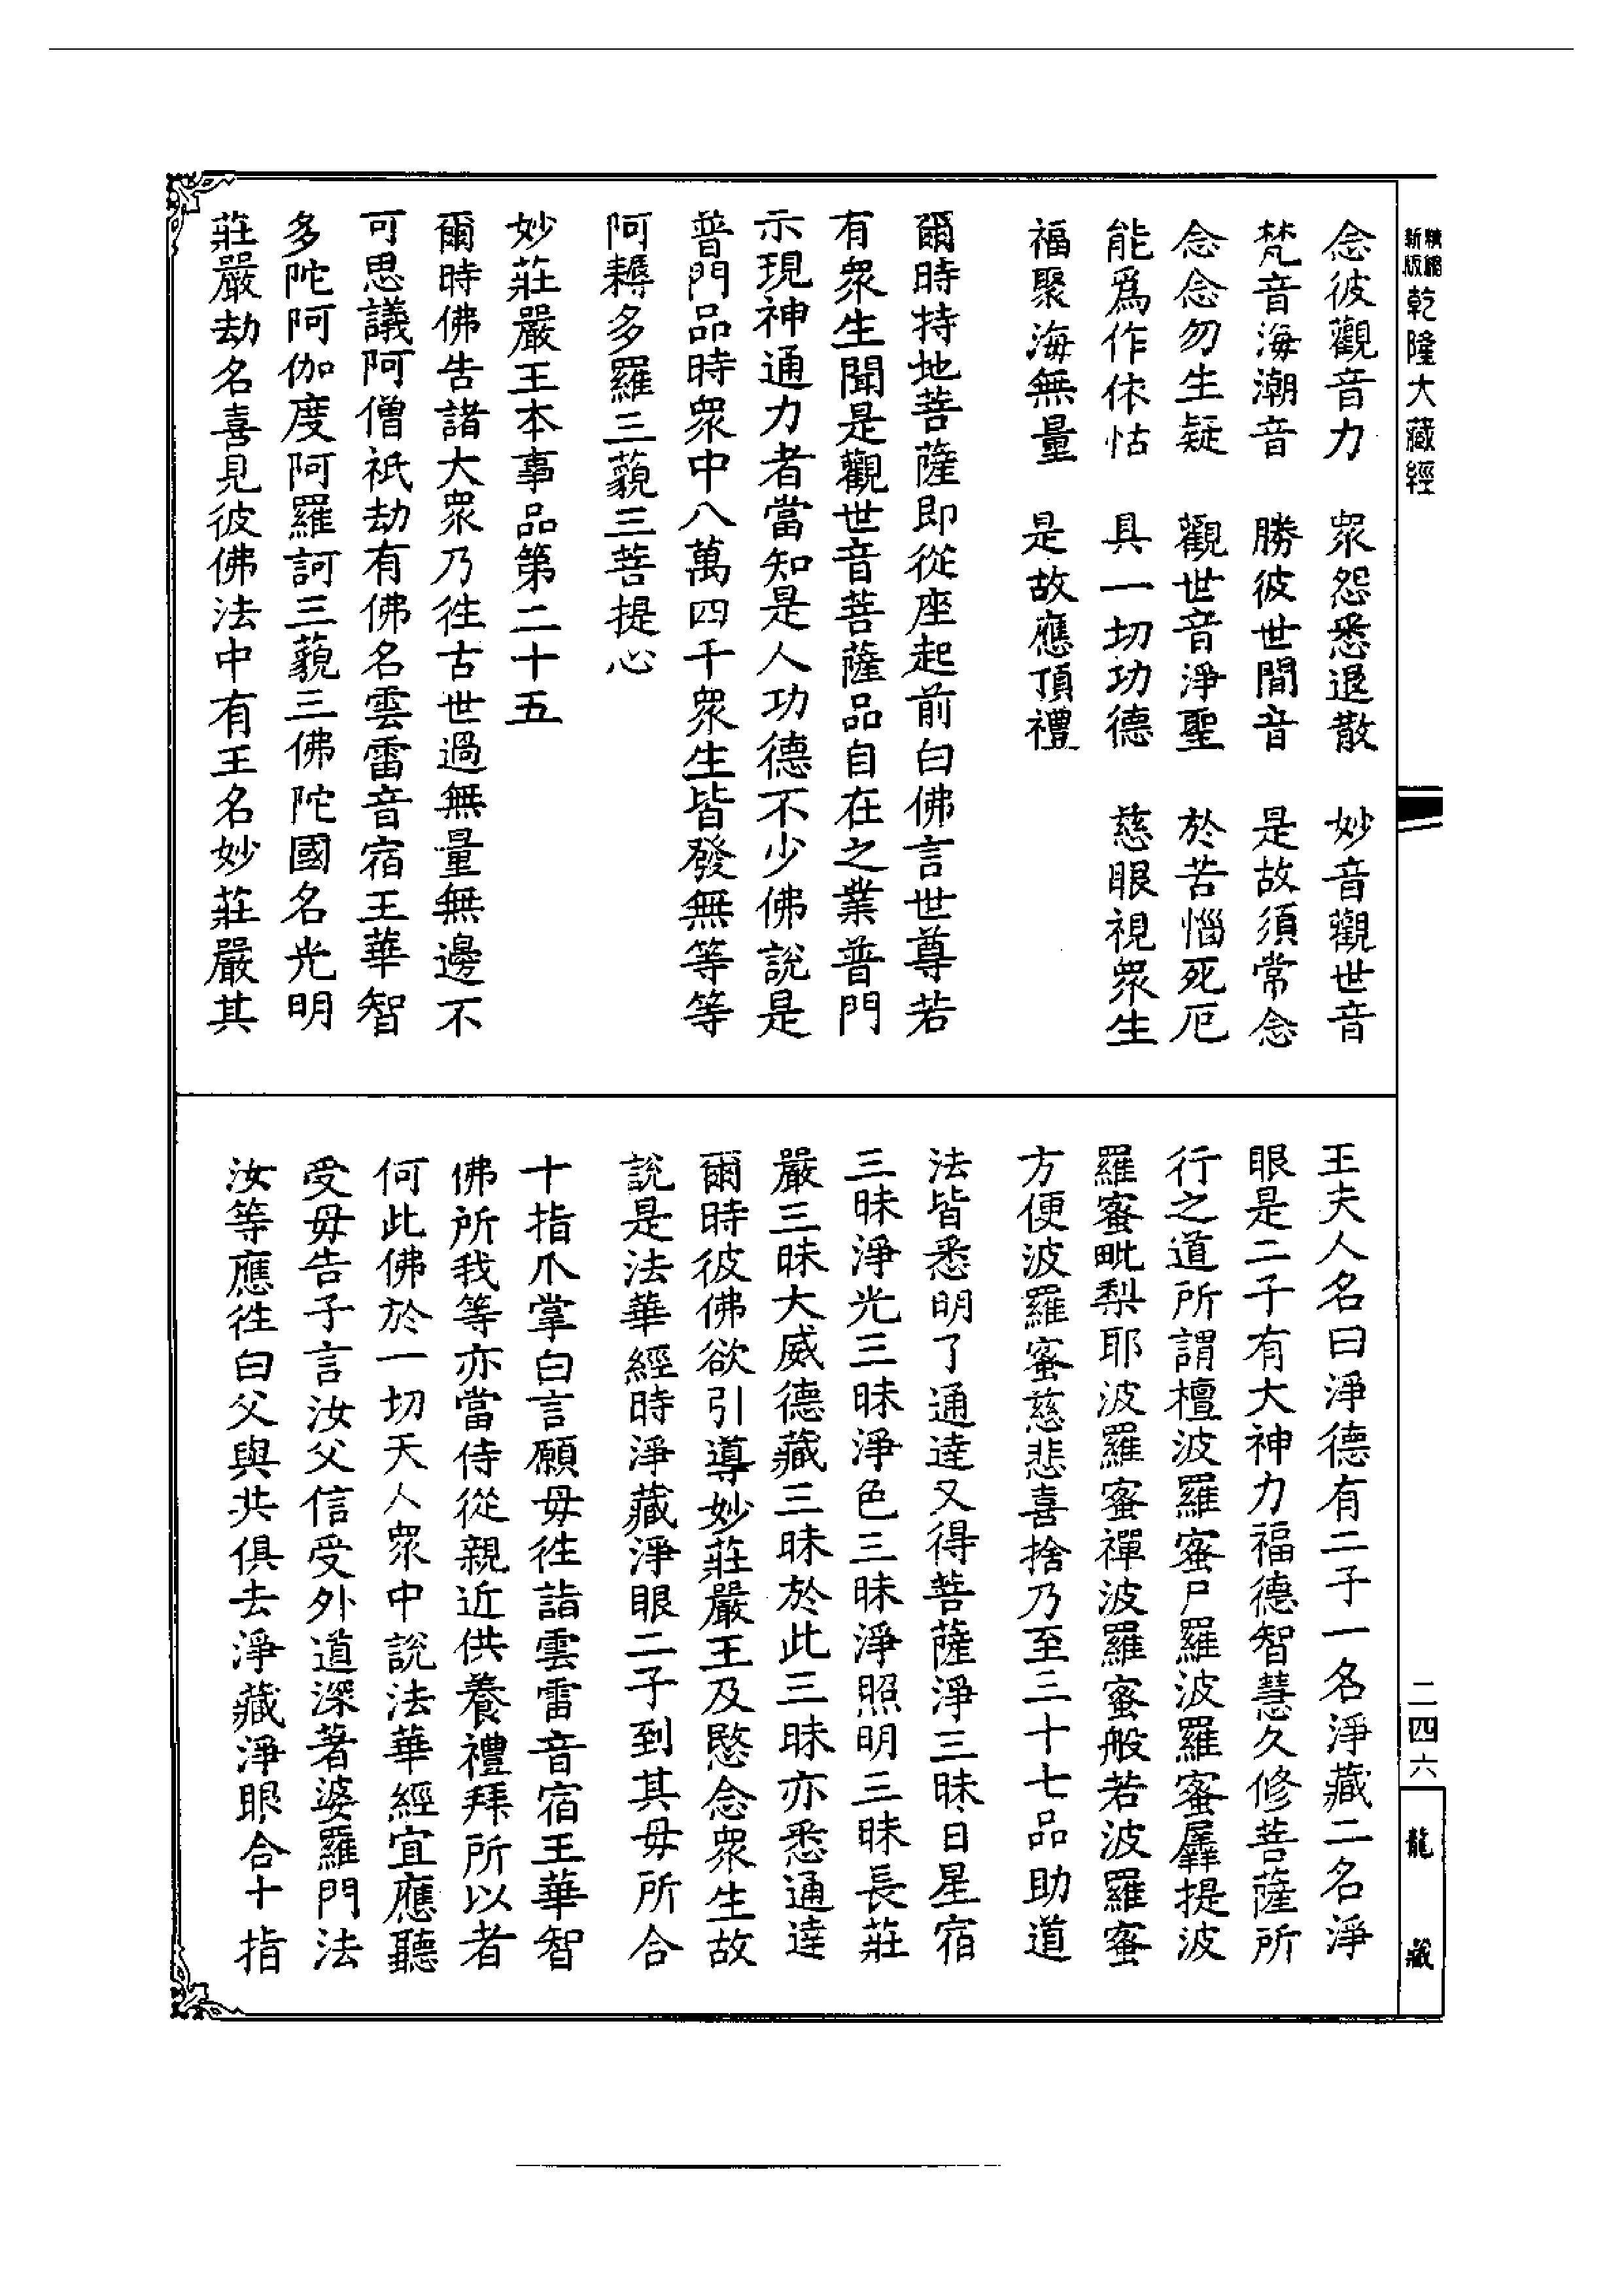 精縮新版乾隆大藏經
念彼觀音力　衆怨悉退散　妙音觀世音
梵音海潮音　勝彼世間音　是故須常念
念念勿生疑　觀世音淨聖　於苦惱死厄
能爲作依怙　具一切功德　慈眼視衆生
福聚海無量　是故應頂禮
爾時特地菩薩即從座起前白佛言世尊若
有衆生聞是觀世音菩薩品自在之業普門
示現神通力者當知是人功德不少佛說是
普門品時衆中八萬四千衆生皆發無等等
阿耨多羅三藐三菩提心
妙莊嚴王本事品第二十五
爾時佛告諸大衆乃徃古世過無量無邊不
可思議阿僧祇劫有佛名雲雷音宿王華智
多陀阿伽度阿羅訶三藐三佛陀國名光明
莊嚴劫名喜見彼佛法中有王名妙莊嚴其
王夫人名曰淨德有二子一名淨藏二名淨
眼是二子有大神力福德智慧久修菩薩所
行之道所謂檀波羅蜜尸羅波羅蜜羼提波
羅蜜毗梨耶波羅蜜禪波羅蜜般若波羅蜜
方便波羅蜜慈悲喜捨乃至三十七品助道
法皆悉明了通達又得菩薩淨三昧日星宿
三昧淨光三昧淨色三昧淨照明三昧長莊
嚴三昧大威德藏三昧於此三昧亦悉通達
爾時彼佛欲引導妙莊嚴王及愍念衆生故
說是法華經時淨藏淨眼二子到其母所合
十指爪掌白言願母徃詣雲雷音宿王華智
佛所我等亦當侍從親近供養禮拜所以者
何此佛於一切天人衆中說法華經宜應聽
受母告子言汝父信受外道深著婆羅門法
汝等應徃白父與共俱去淨藏淨眼合十指
二四六
龍藏